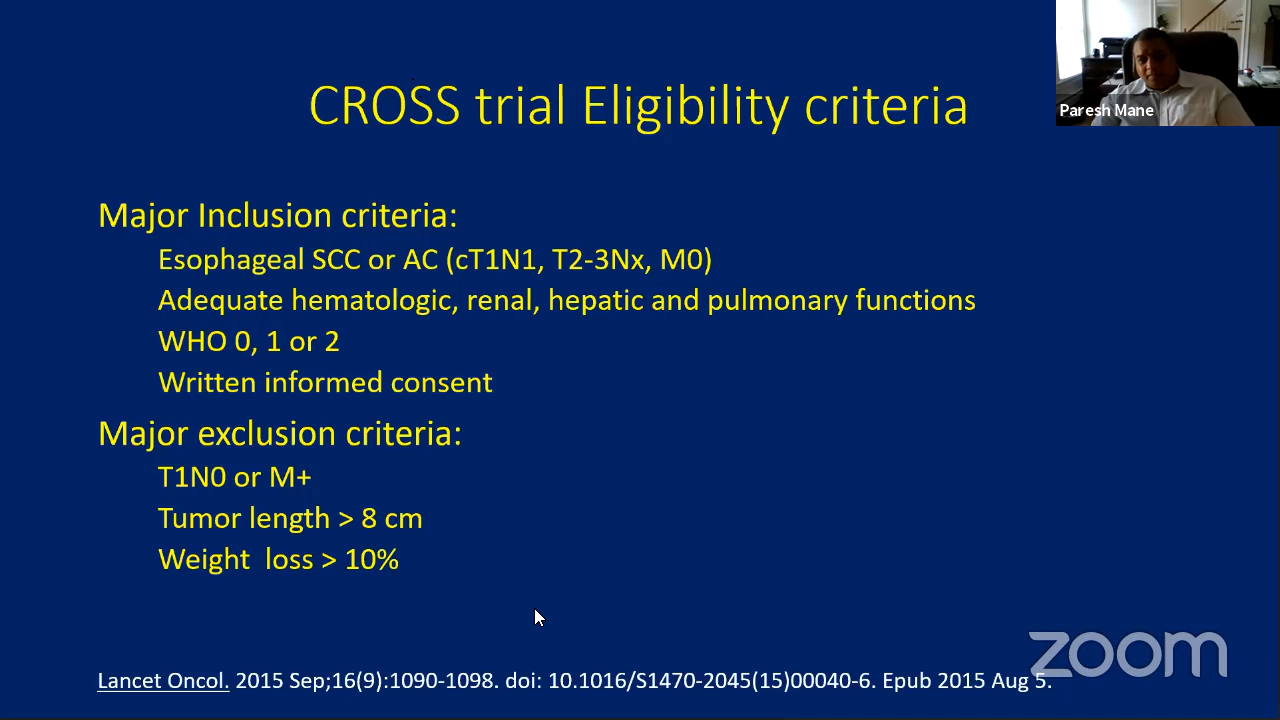 CROSS trial Eligibility criteria
Paresh Mane
Major Inclusion criteria:
Esophageal SCC or AC (cT1N1, T2-3Nx, M0)
Adequate hematologic, renal, hepatic and pulmonary functions
WHO 0, 1 or 2
Written informed consent
Major exclusion criteria:
T1N0 or M+
Tumor length > 8 cm
Weight  loss > 10%
zoom
Lancet Oncol. 2015 Sep;16(9):1090-1098. doi: 10.1016/S1470-2045(15)00040-6. Epub 2015 Aug 5.